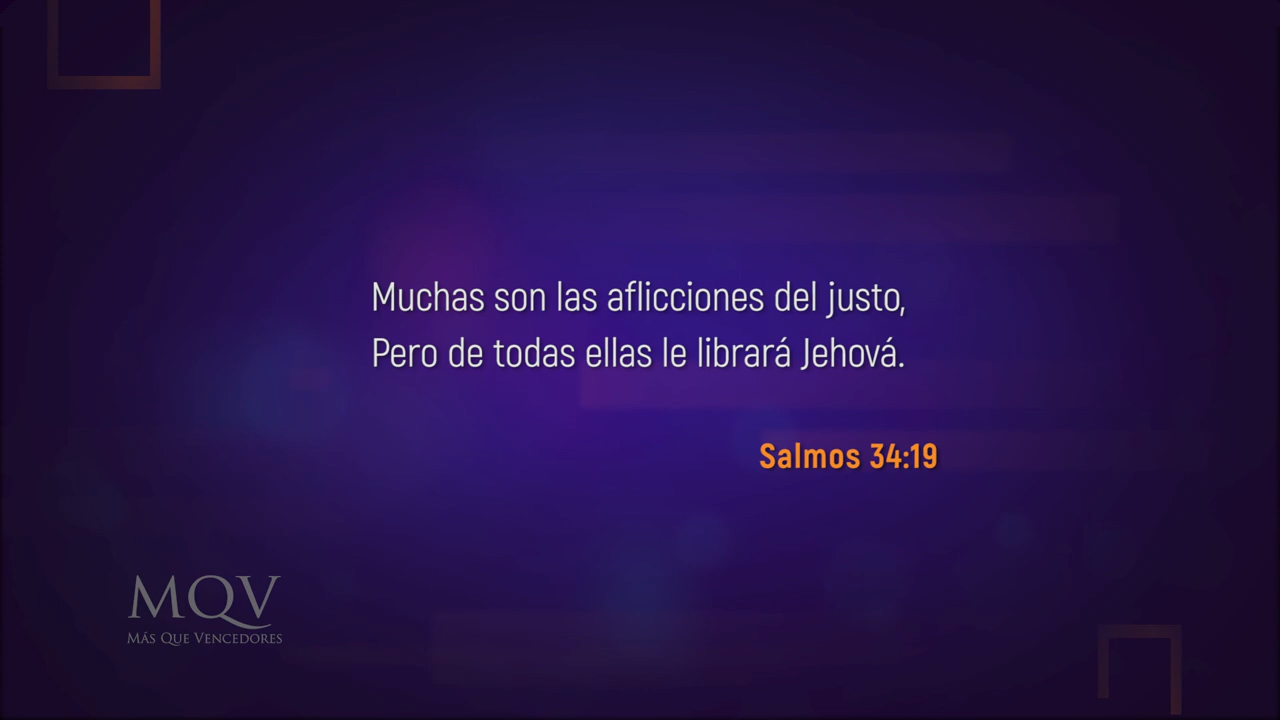 Muchas son las aflicciones del justo,
Pero de todas ellas le librará Jehová.
Salmos 34:19
MQV
Más Que Vencedores